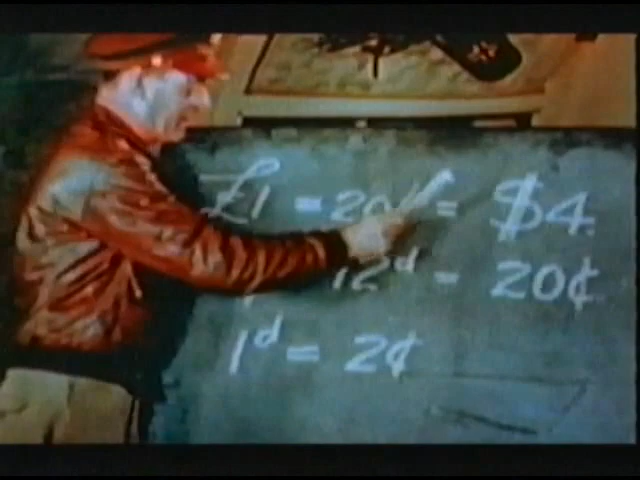 £1 = 20/- = $4
12d = 20¢
1d = 2¢